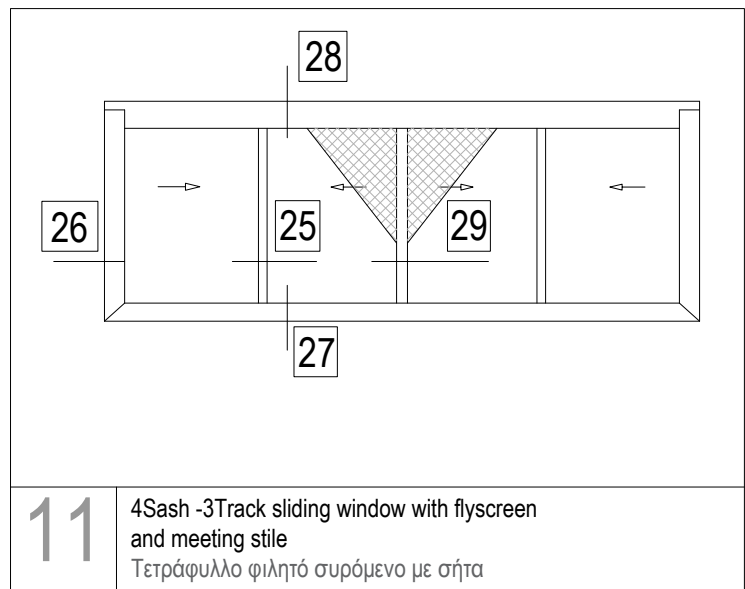 28
26
25
29
27
11
4Sash -3Track sliding window with flyscreen
and meeting stile
Τετράφυλλο φιλητό συρόμενο με σήτα